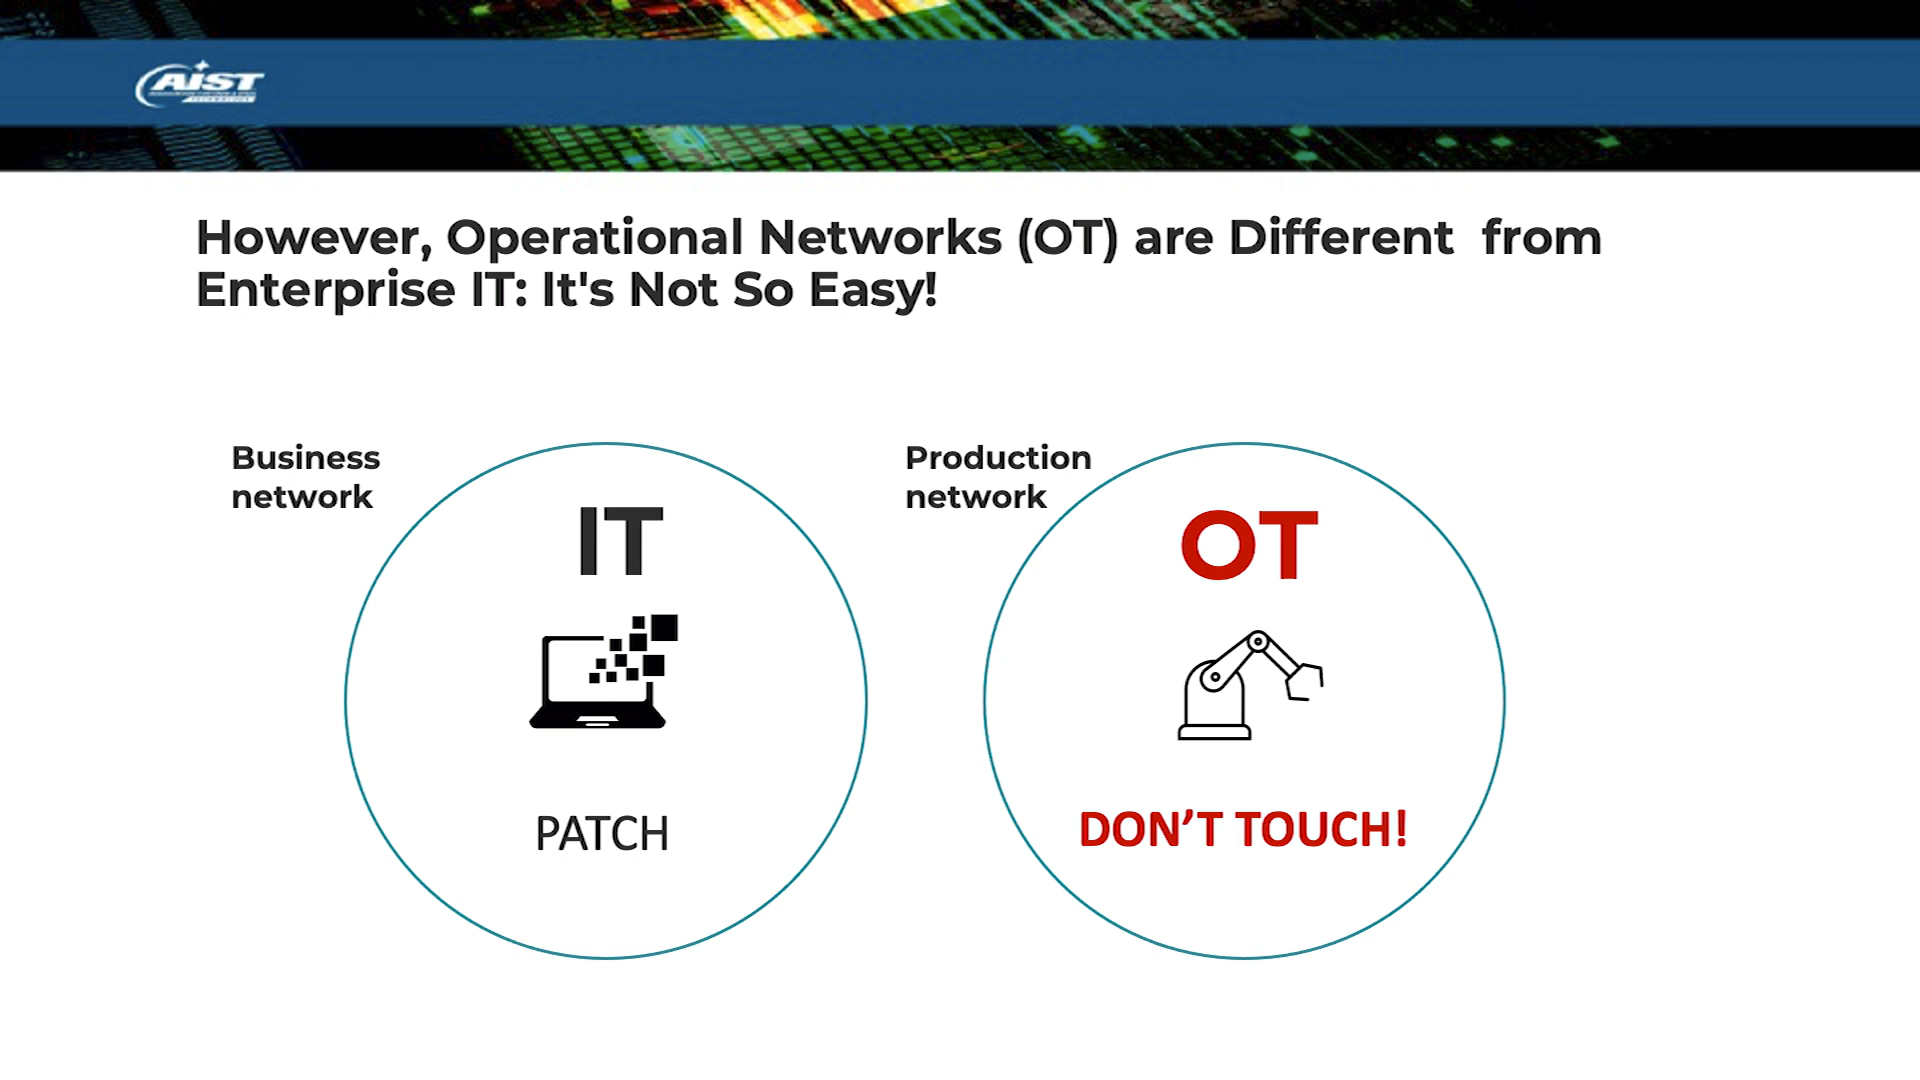 AIST
However, Operational Networks (OT) are Different from
Enterprise IT: It's Not So Easy!
Business
network
IT
PATCH
Production
network
OT
DON’T TOUCH!